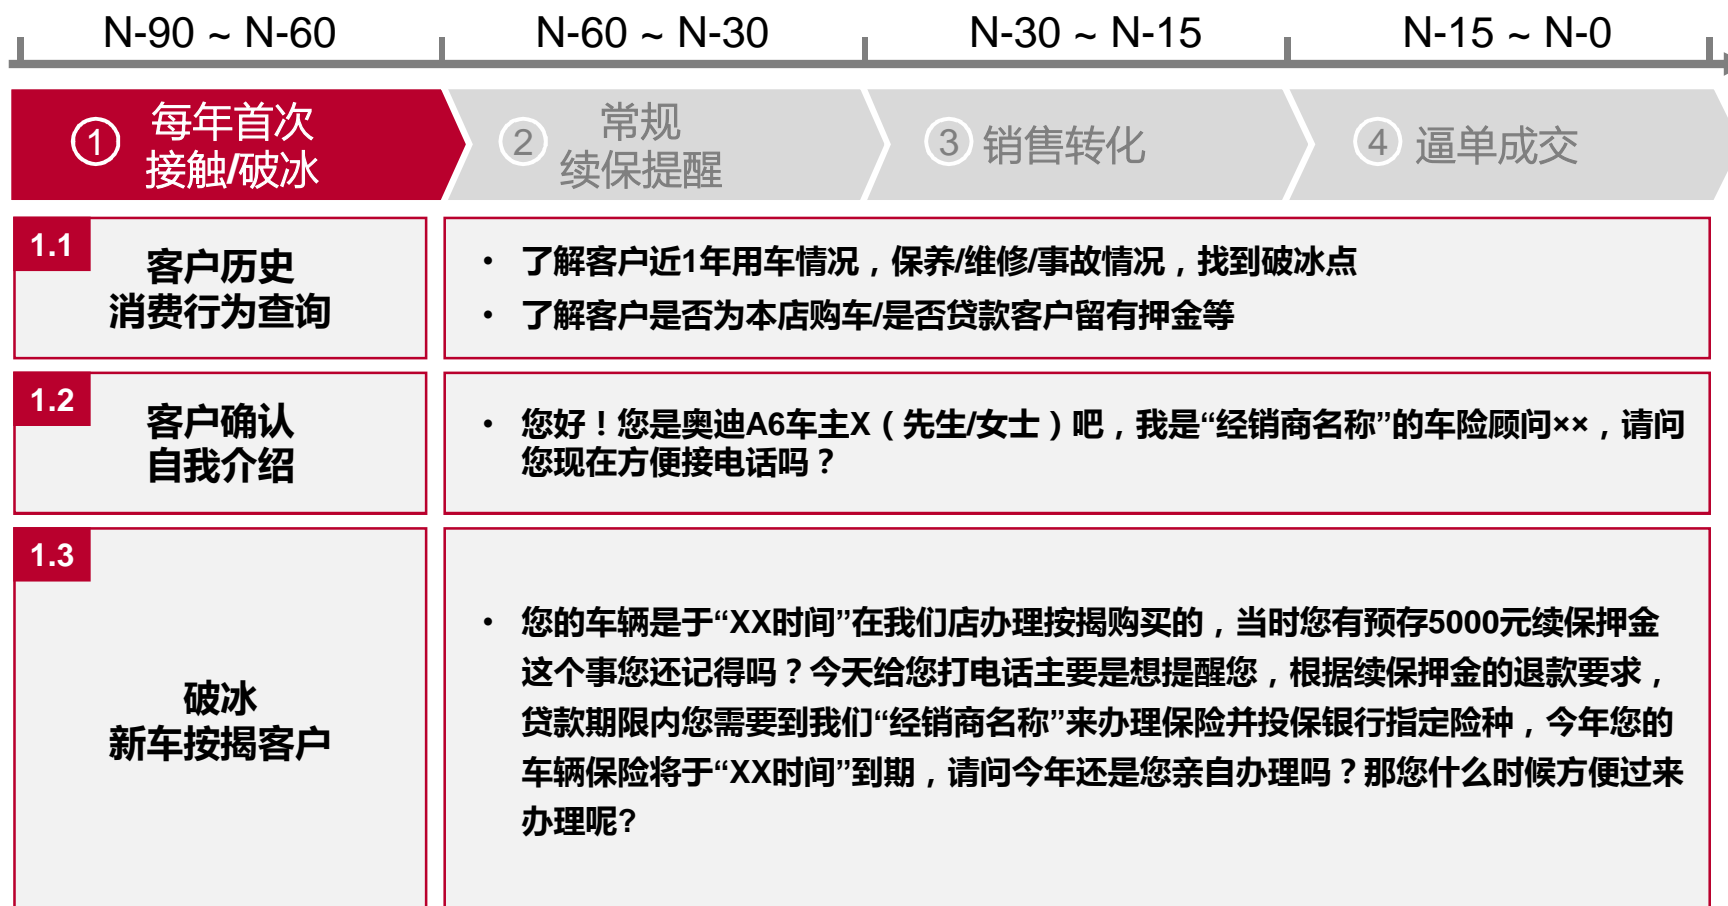 N-90 ~ N-60
N-60 ~ N-30
N-30 ~ N-15
N-15 ~ N-0
① 每年首次
接触/破冰
② 常规
续保提醒
③ 销售转化
④ 逼单成交
1.1
客户历史
消费行为查询
• 了解客户近1年用车情况，保养/维修/事故情况，找到破冰点
• 了解客户是否为本店购车/是否贷款客户留有押金等
1.2
客户确认
自我介绍
• 您好！您是奥迪A6车主X（先生/女士）吧，我是“经销商名称”的车险顾问××，请问
您现在方便接电话吗？
1.3
破冰
新车按揭客户
• 您的车辆是于“XX时间”在我们店办理按揭购买的，当时您有预存5000元续保押金
这个事您还记得吗？今天给您打电话主要是想提醒您，根据续保押金的退款要求，
贷款期限内您需要到我们“经销商名称”来办理保险并投保银行指定险种，今年您的
车辆保险将于“XX时间”到期，请问今年还是您亲自办理吗？那您什么时候方便过来
办理呢?